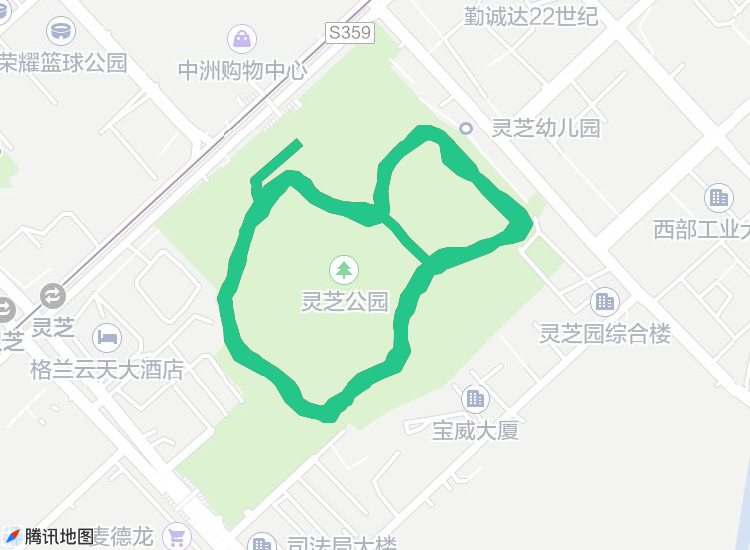 勤诚达22世纪
S359
荣耀篮球公园
中洲购物中心
灵芝幼儿园
西部工业大
灵芝公园
灵芝
灵芝园综合楼
灵芝
格兰云天大酒店
宝威大厦
腾讯地图
麦德龙
司法局大楼